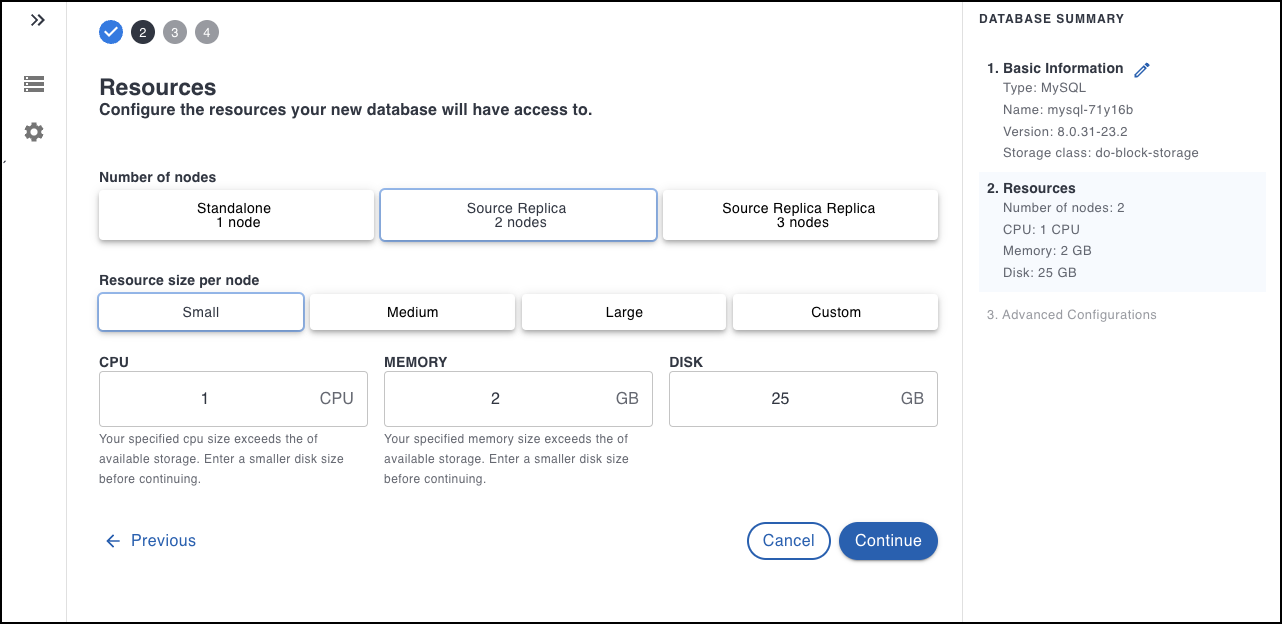 2
3
4
Resources
Configure the resources your new database will have access to.
Number of nodes
Standalone
1 node
Source Replica
2 nodes
Source Replica Replica
3 nodes
Resource size per node
Small
Medium
Large
Custom
CPU
1 CPU
Your specified cpu size exceeds the of
available storage. Enter a smaller disk size
before continuing.
MEMORY
2 GB
Your specified memory size exceeds the of
available storage. Enter a smaller disk size
before continuing.
DISK
25 GB
Previous
Cancel
Continue
DATABASE SUMMARY
1. Basic Information
Type: MySQL
Name: mysql-71y16b
Version: 8.0.31-23.2
Storage class: do-block-storage
2. Resources
Number of nodes: 2
CPU: 1 CPU
Memory: 2 GB
Disk: 25 GB
3. Advanced Configurations